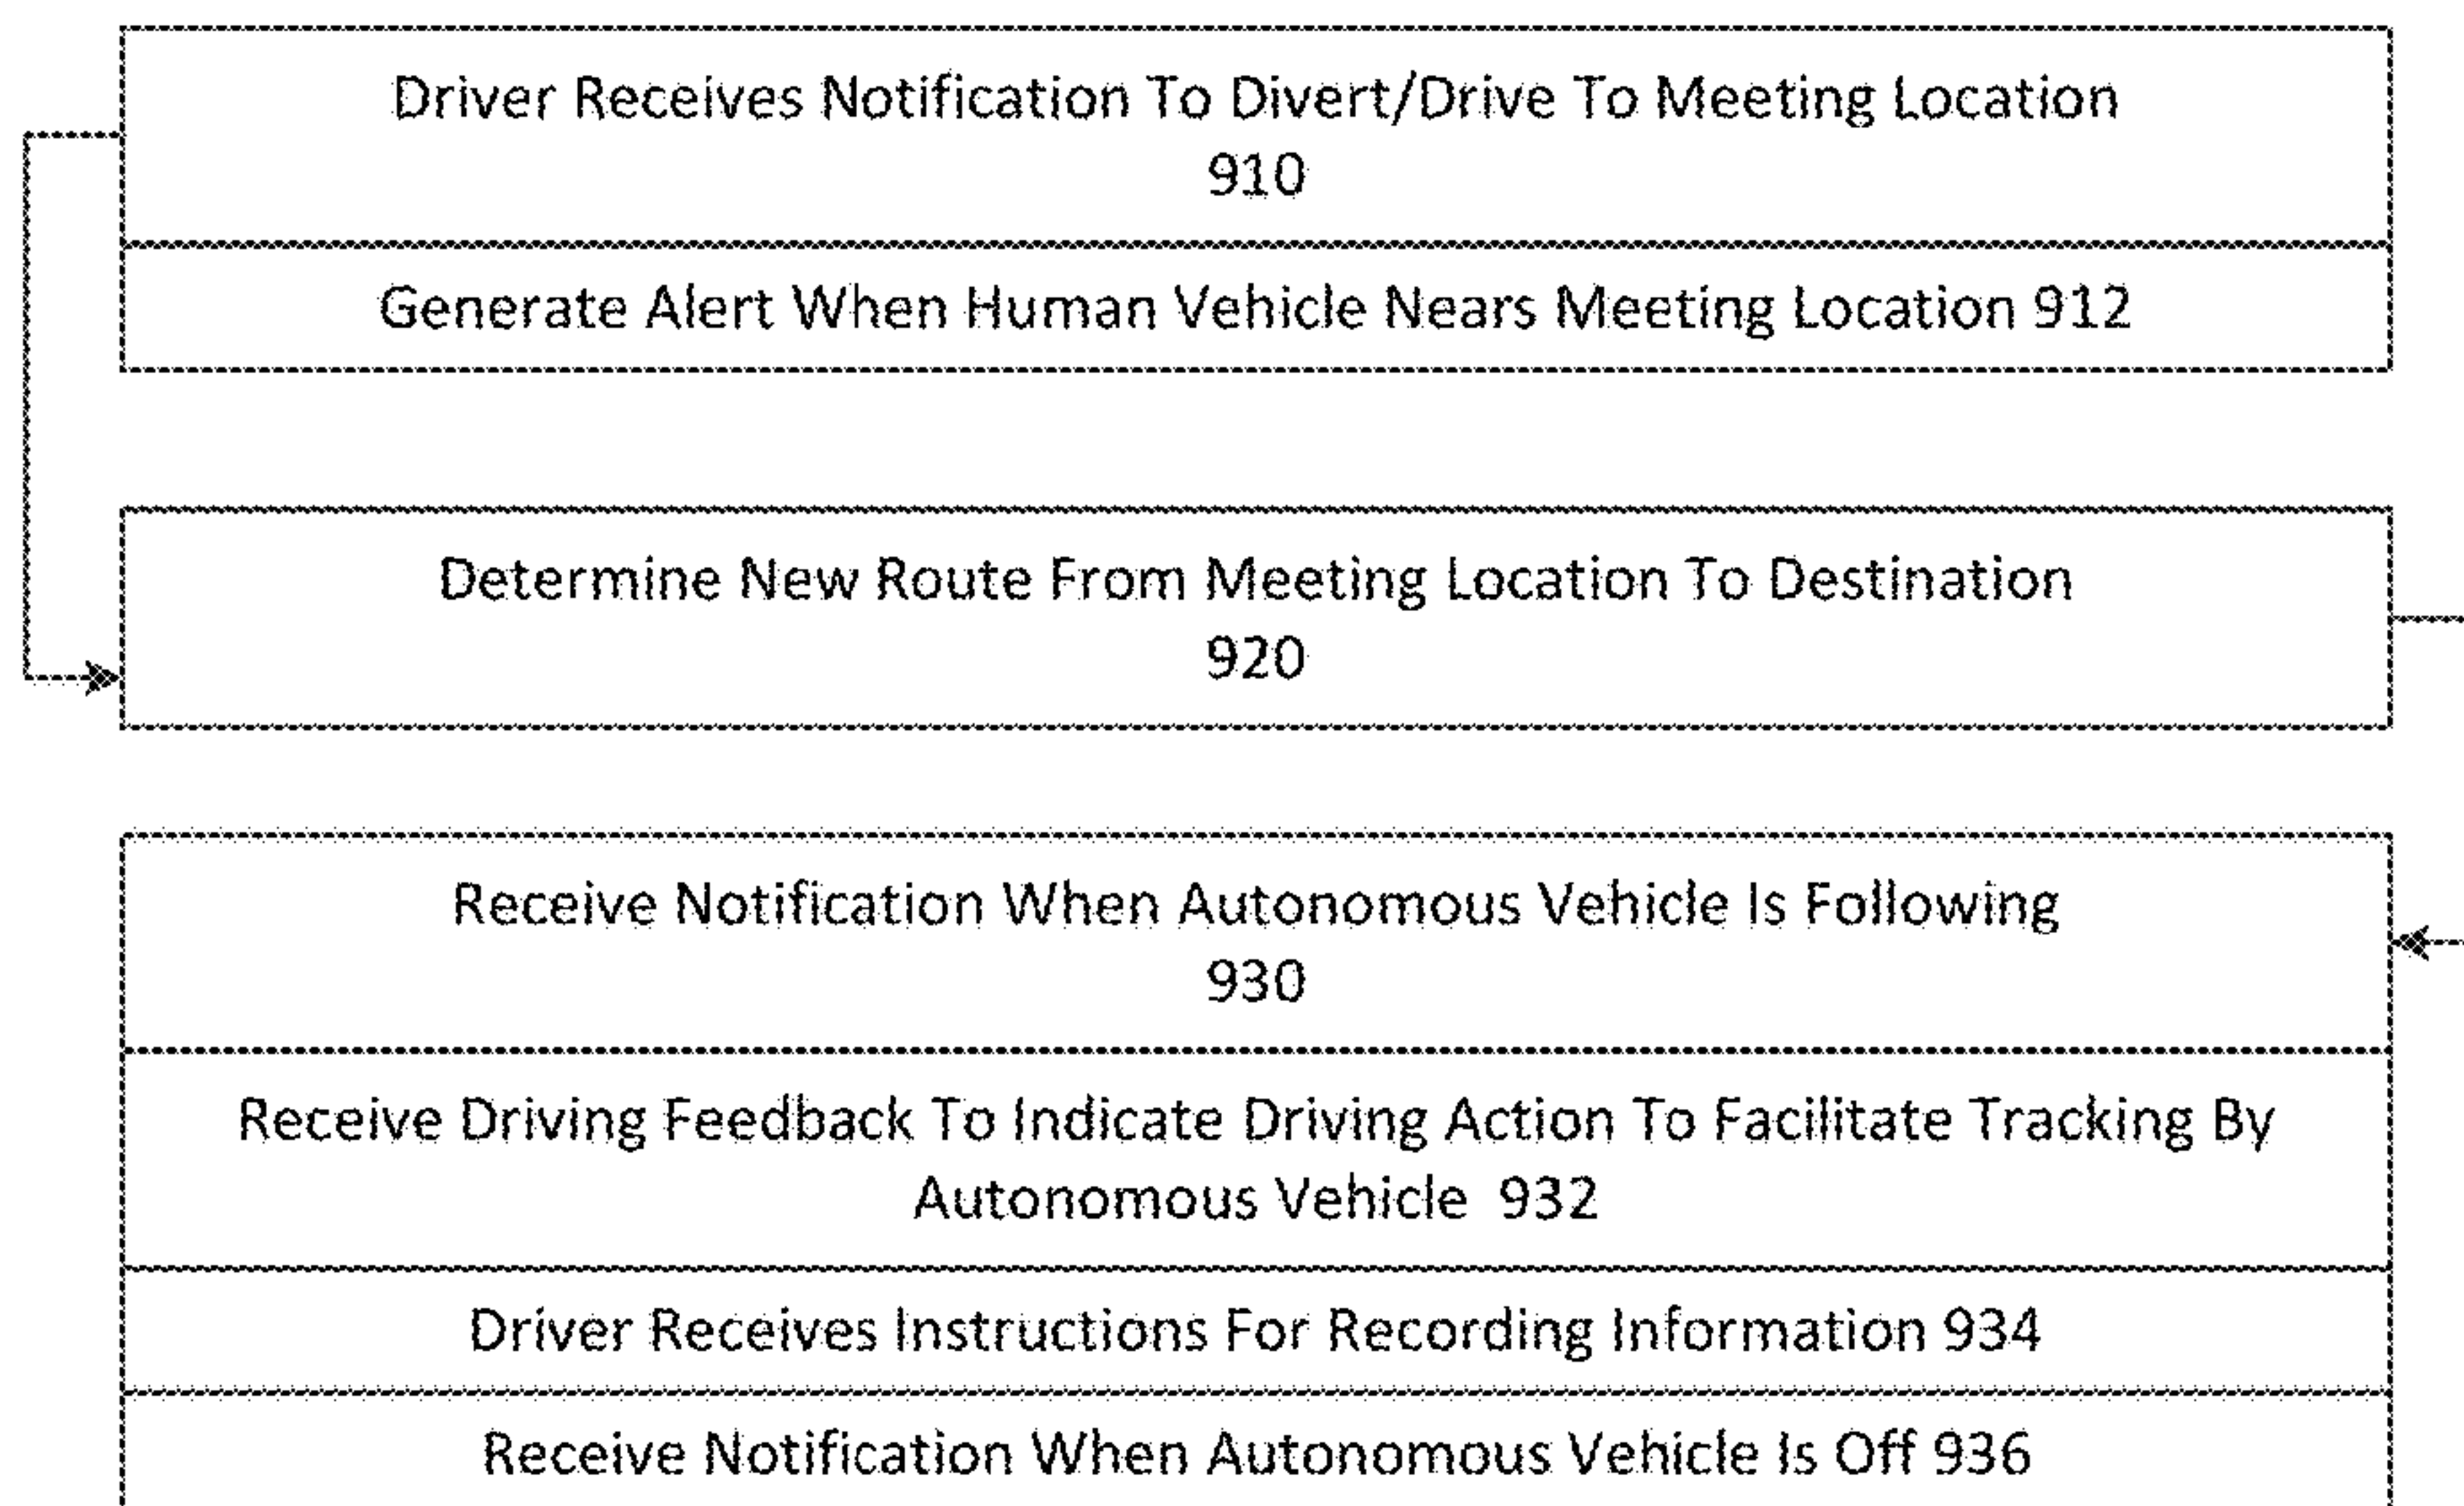 Driver Receives Notification To Divert/Drive To Meeting Location
910
Generate Alert When Human Vehicle Nears Meeting Location 912
Determine New Route From Meeting Location To Destination
920
Receive Notification When Autonomous Vehicle Is Following
930
Receive Driving Feedback To Indicate Driving Action To Facilitate Tracking By
Autonomous Vehicle 932
Driver Receives Instructions For Recording Information 934
Receive Notification When Autonomous Vehicle Is Off 936